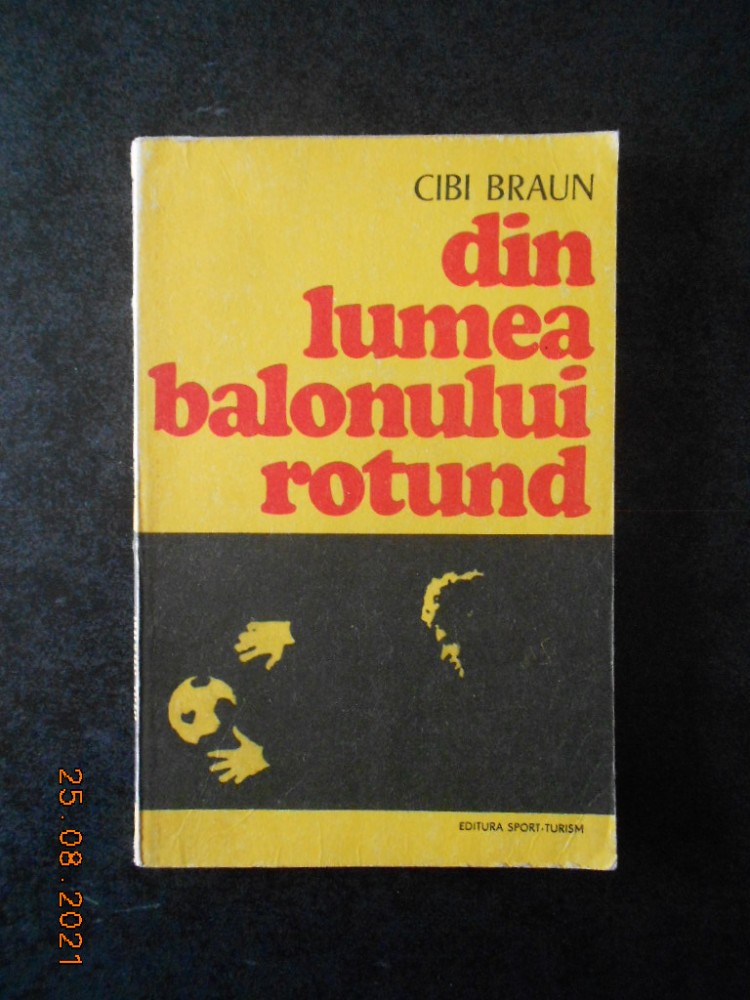 CIBI BRAUN
din
lumea
balonului
rotund
EDITURA SPORT-TURISM
25.08.2021